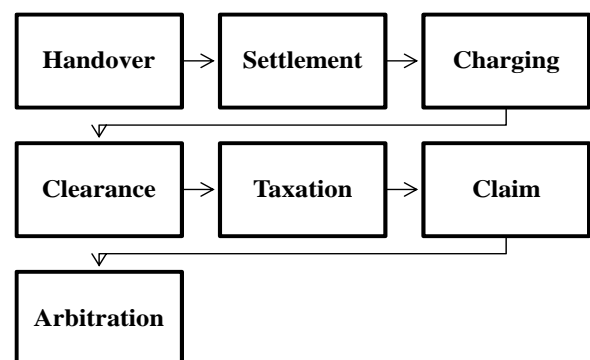 Handover
Settlement
Charging
Clearance
Taxation
Claim
Arbitration